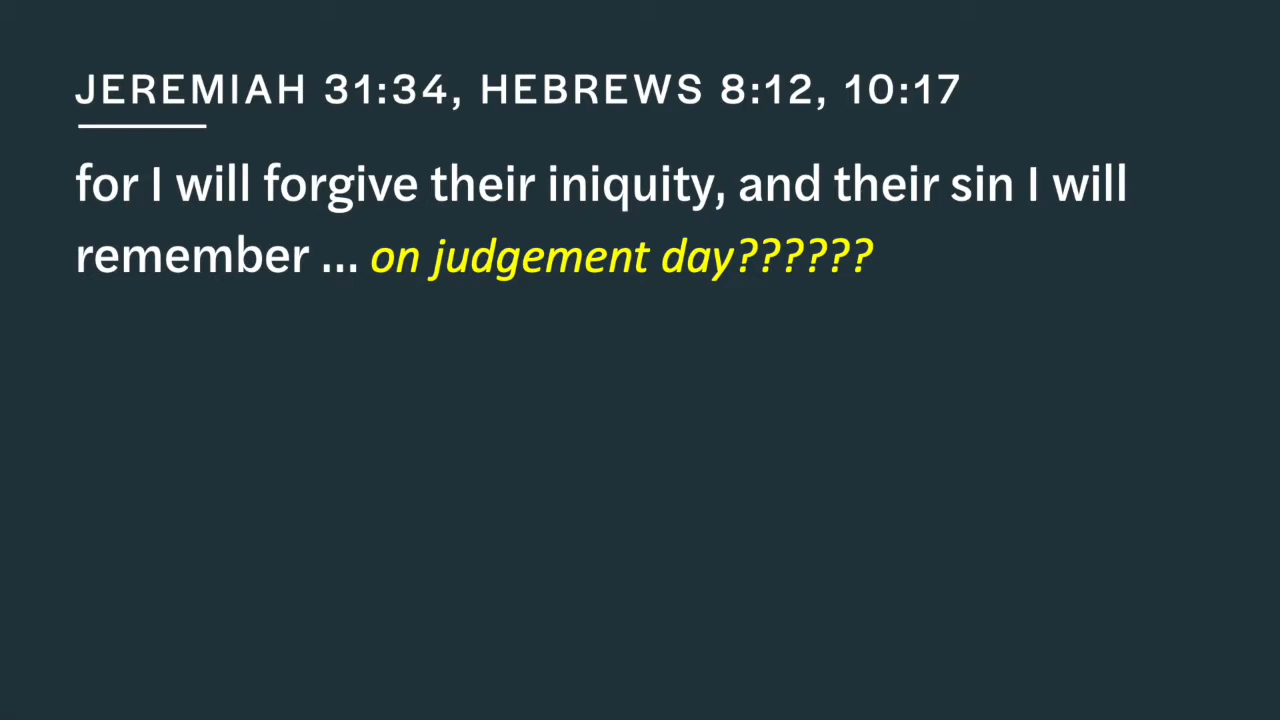 JEREMIAH 31:34, HEBREWS 8:12, 10:17
for I will forgive their iniquity, and their sin I will
remember ... on judgement day??????